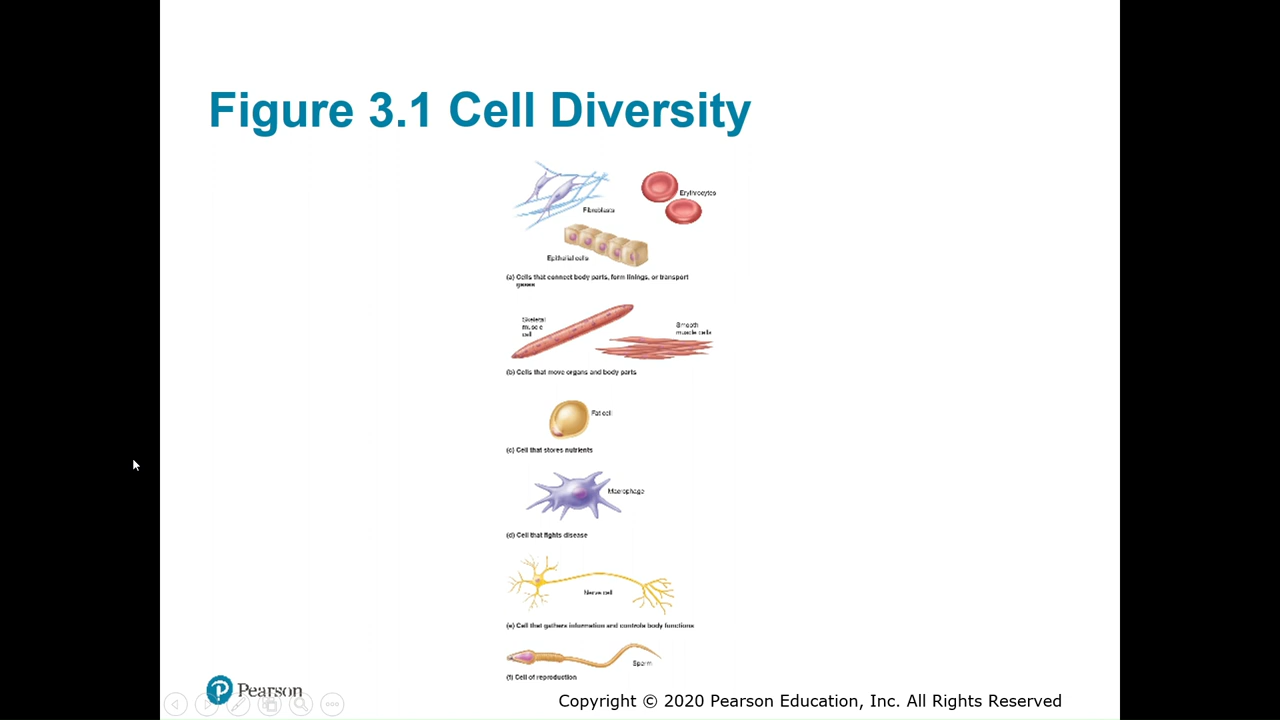 Figure 3.1 Cell Diversity
Erythrocytes
Fibroblasts
Epithelial cells
(a) Cells that connect body parts, form linings, or transport
gases
Skeletal
muscle
cell
Smooth
muscle cells
(b) Cells that move organs and body parts
Fat cell
(c) Cell that stores nutrients
Macrophage
(d) Cell that fights disease
Nerve cell
(e) Cell that gathers information and controls body functions
Sperm
(f) Cell of reproduction
Pearson
Copyright © 2020 Pearson Education, Inc. All Rights Reserved